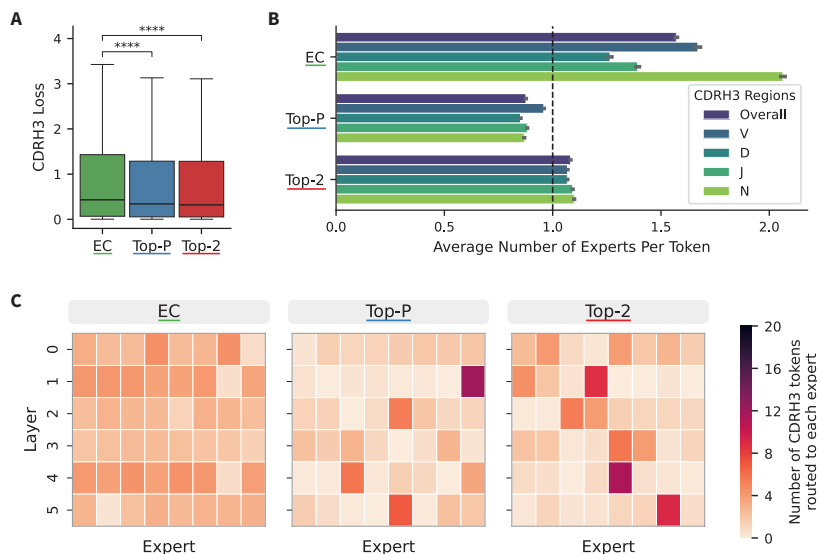 A
CDRH3 Loss
4
3
2
1
0
****
****
EC
Top-P
Top-2
B
EC
Top-P
Top-2
CDRH3 Regions
Overall
V
D
J
N
0.0 0.5 1.0 1.5 2.0
Average Number of Experts Per Token
C
EC
Top-P
Top-2
Layer
0
1
2
3
4
5
Expert
Expert
Expert
20
16
12
8
4
0
Number of CDRH3 tokens
routed to each expert